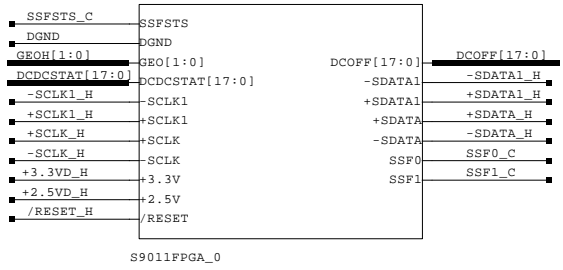 SSFSTS_C
SSFSTS
DGND
DGND
GEOH[1:0]
GEO[1:0]
DCOFF[17:0]
DCOFF[17:0]
DCDCSTAT[17:0]
DCDCSTAT[17:0]
-SDATA1
-SDATA1_H
-SCLK1_H
-SCLK1
+SDATA1
+SDATA1_H
+SCLK1_H
+SCLK1
+SDATA
+SDATA_H
+SCLK_H
+SCLK
-SDATA
-SDATA_H
-SCLK_H
-SCLK
SSF0
SSF0_C
+3.3VD_H
+3.3V
SSF1
SSF1_C
+2.5VD_H
+2.5V
/RESET_H
/RESET
S9011FPGA_0